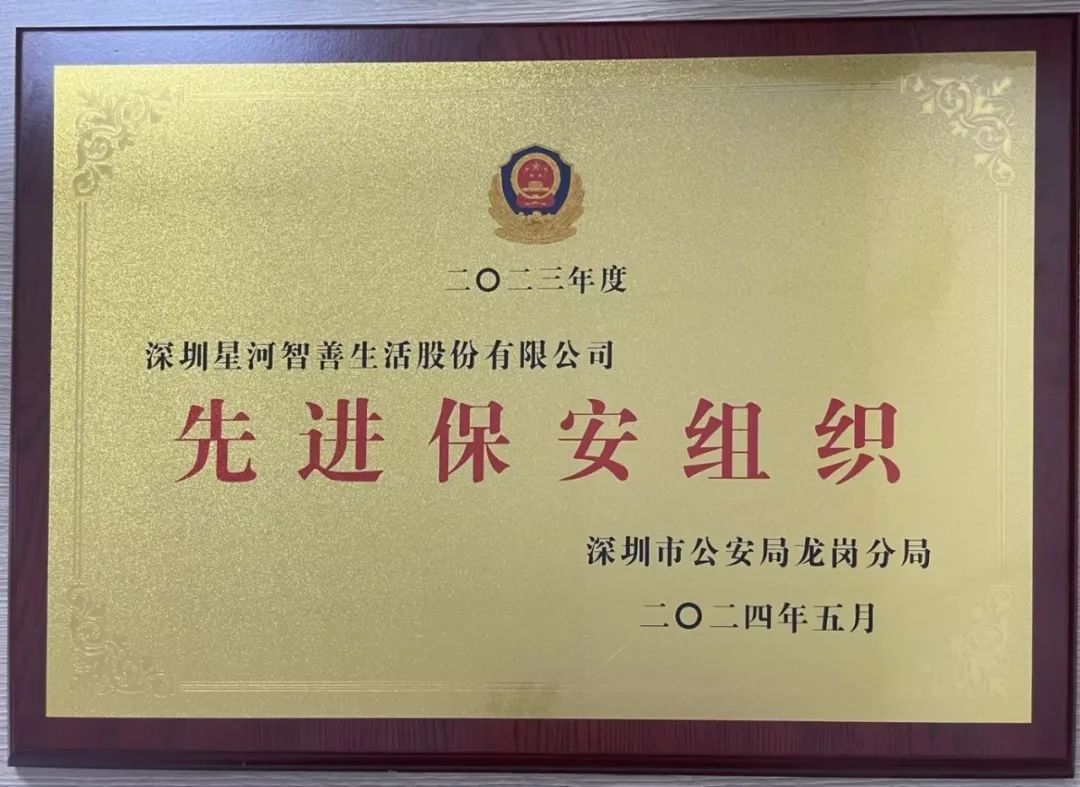 二〇二三年度
深圳星河智善生活股份有限公司
先进保安组织
深圳市公安局龙岗分局
二〇二四年五月